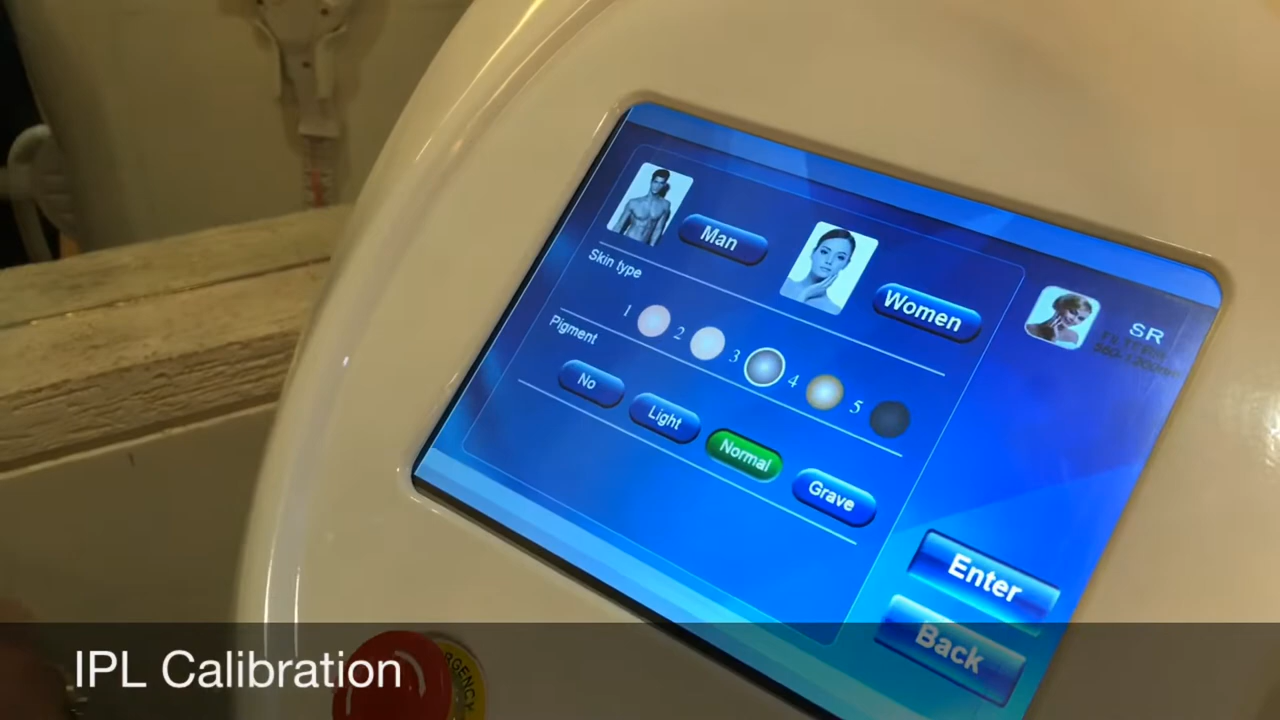 Man
Women
Skin type
1 2 3 4 5
Pigment
No Light Normal Grave
SR
Enter
Back
IPL Calibration